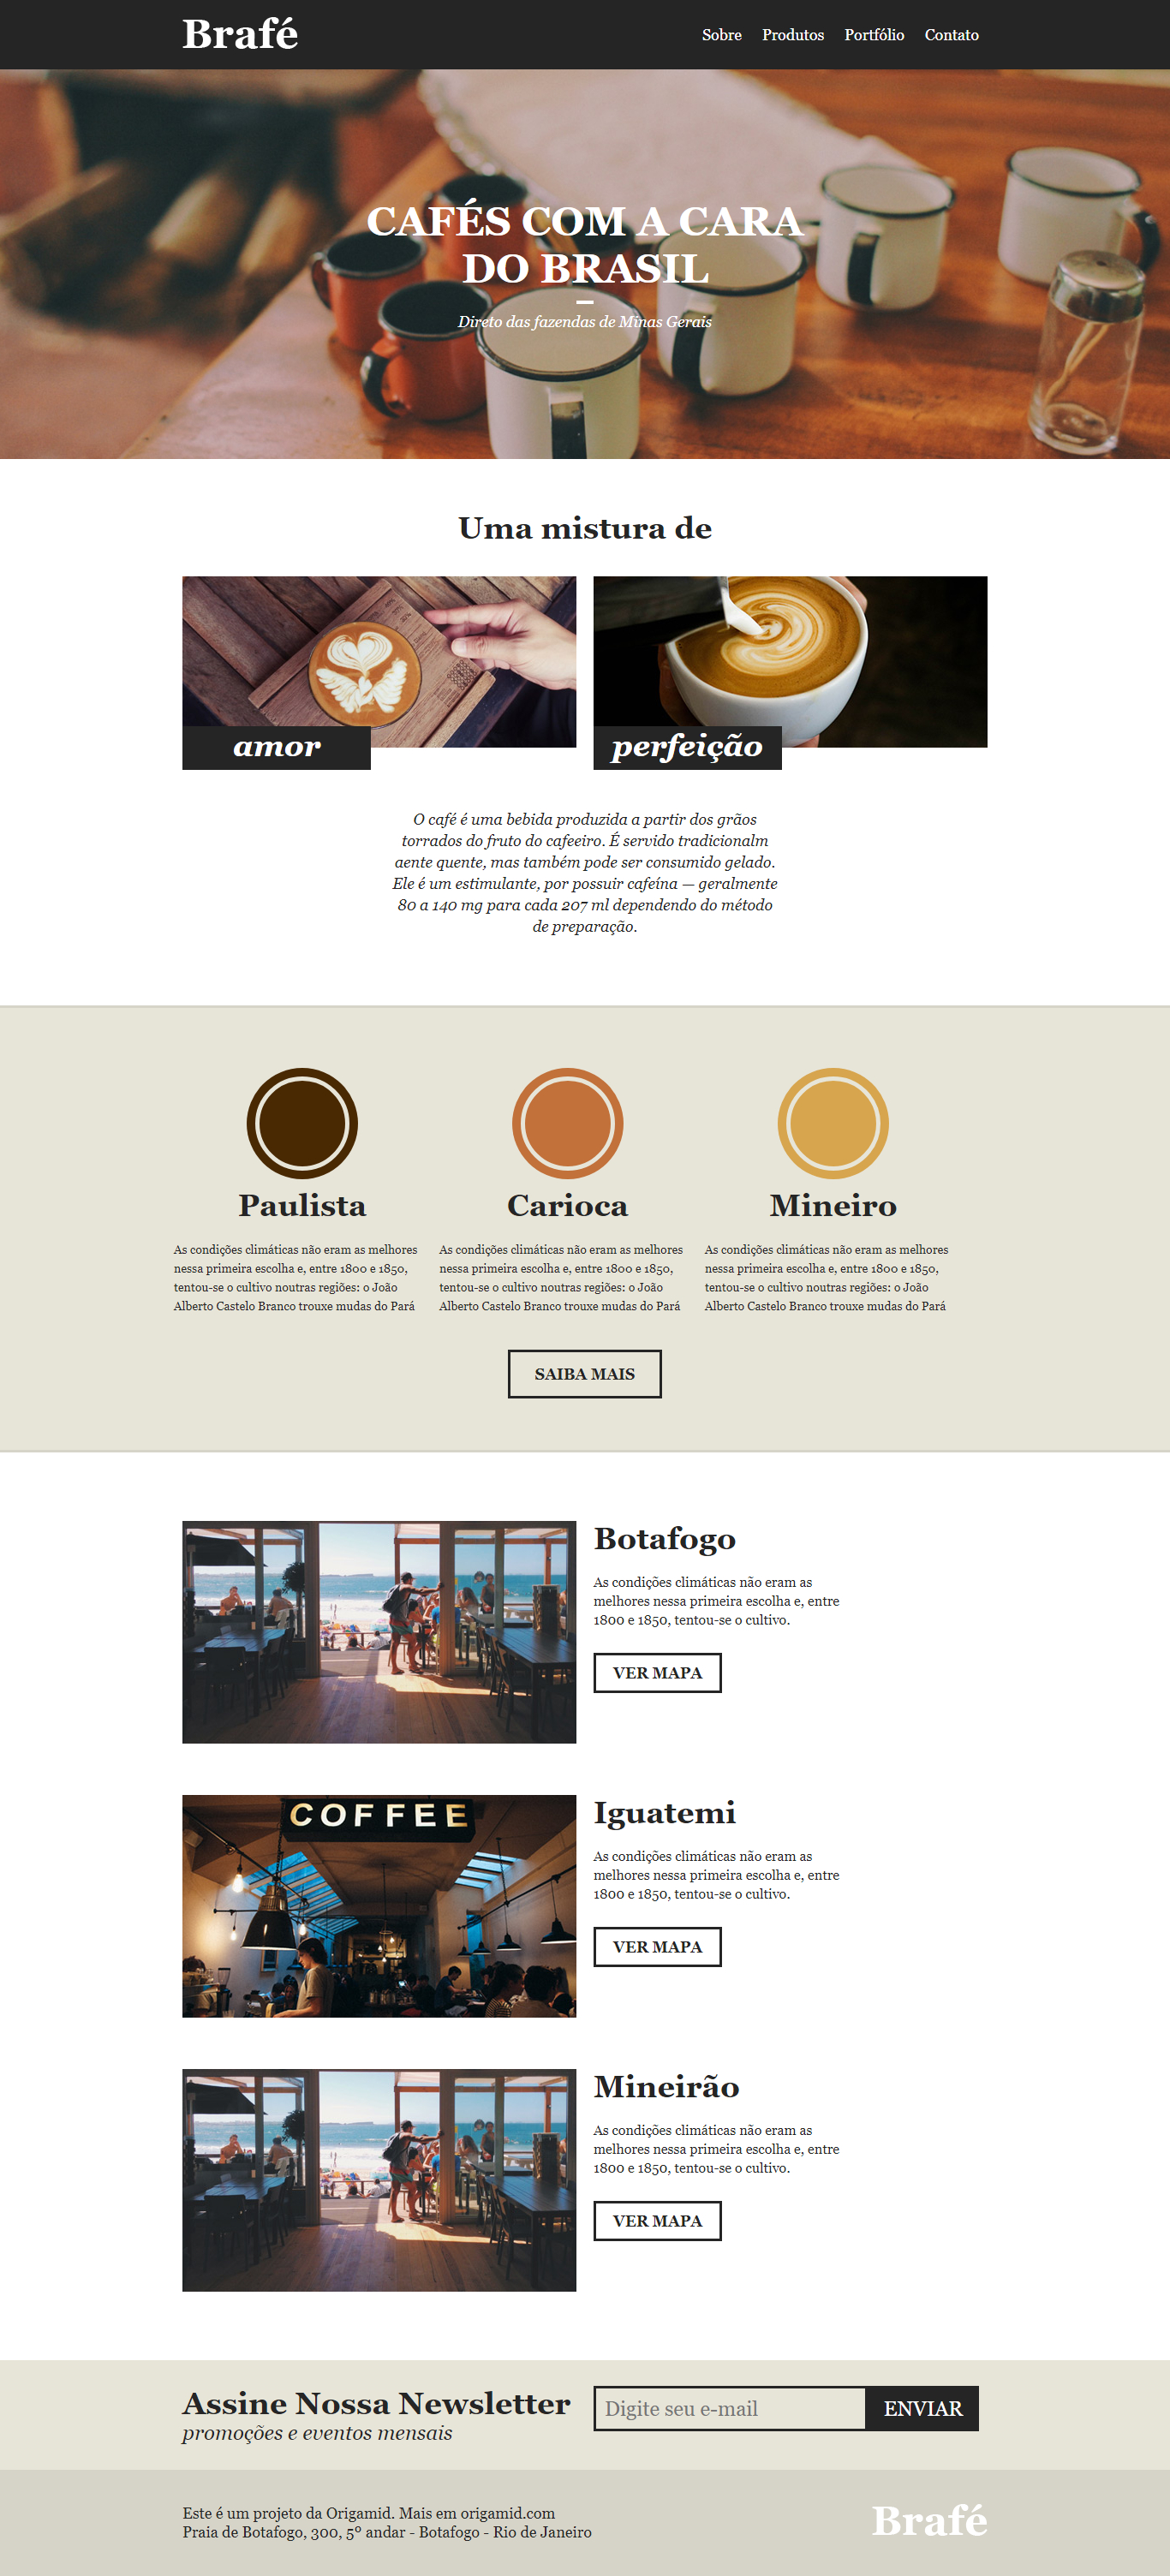 Brafé
Sobre Produtos Portfólio Contato
CAFÉS COM A CARA
DO BRASIL
Direto das fazendas de Minas Gerais
Uma mistura de
amor
perfeição
O café é uma bebida produzida a partir dos grãos
torrados do fruto do cafeeiro. É servido tradicionalm
aente quente, mas também pode ser consumido gelado.
Ele é um estimulante, por possuir cafeína — geralmente
80 a 140 mg para cada 207 ml dependendo do método
de preparação.
Paulista
As condições climáticas não eram as melhores
nessa primeira escolha e, entre 1800 e 1850,
tentou-se o cultivo noutras regiões: o João
Alberto Castelo Branco trouxe mudas do Pará
Carioca
As condições climáticas não eram as melhores
nessa primeira escolha e, entre 1800 e 1850,
tentou-se o cultivo noutras regiões: o João
Alberto Castelo Branco trouxe mudas do Pará
Mineiro
As condições climáticas não eram as melhores
nessa primeira escolha e, entre 1800 e 1850,
tentou-se o cultivo noutras regiões: o João
Alberto Castelo Branco trouxe mudas do Pará
SAIBA MAIS
Botafogo
As condições climáticas não eram as
melhores nessa primeira escolha e, entre
1800 e 1850, tentou-se o cultivo.
VER MAPA
COFFEE
Iguatemi
As condições climáticas não eram as
melhores nessa primeira escolha e, entre
1800 e 1850, tentou-se o cultivo.
VER MAPA
Mineirão
As condições climáticas não eram as
melhores nessa primeira escolha e, entre
1800 e 1850, tentou-se o cultivo.
VER MAPA
Assine Nossa Newsletter
promoções e eventos mensais
Digite seu e-mail
ENVIAR
Este é um projeto da Origamid. Mais em origamid.com
Praia de Botafogo, 300, 5º andar - Botafogo - Rio de Janeiro
Brafé